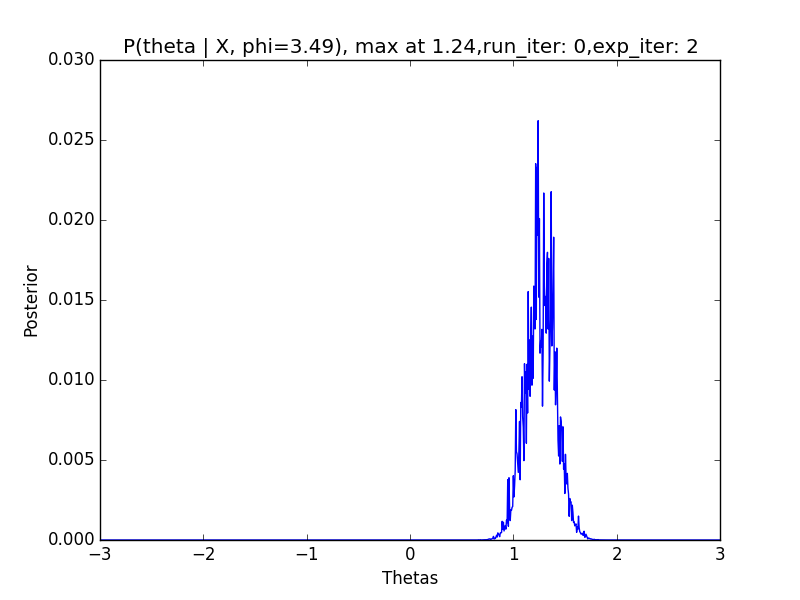 P(theta | X, phi=3.49), max at 1.24,run_iter: 0,exp_iter: 2
0.030
0.025
0.020
0.015
0.010
0.005
0.000
Posterior
−3 −2 −1 0 1 2 3
Thetas